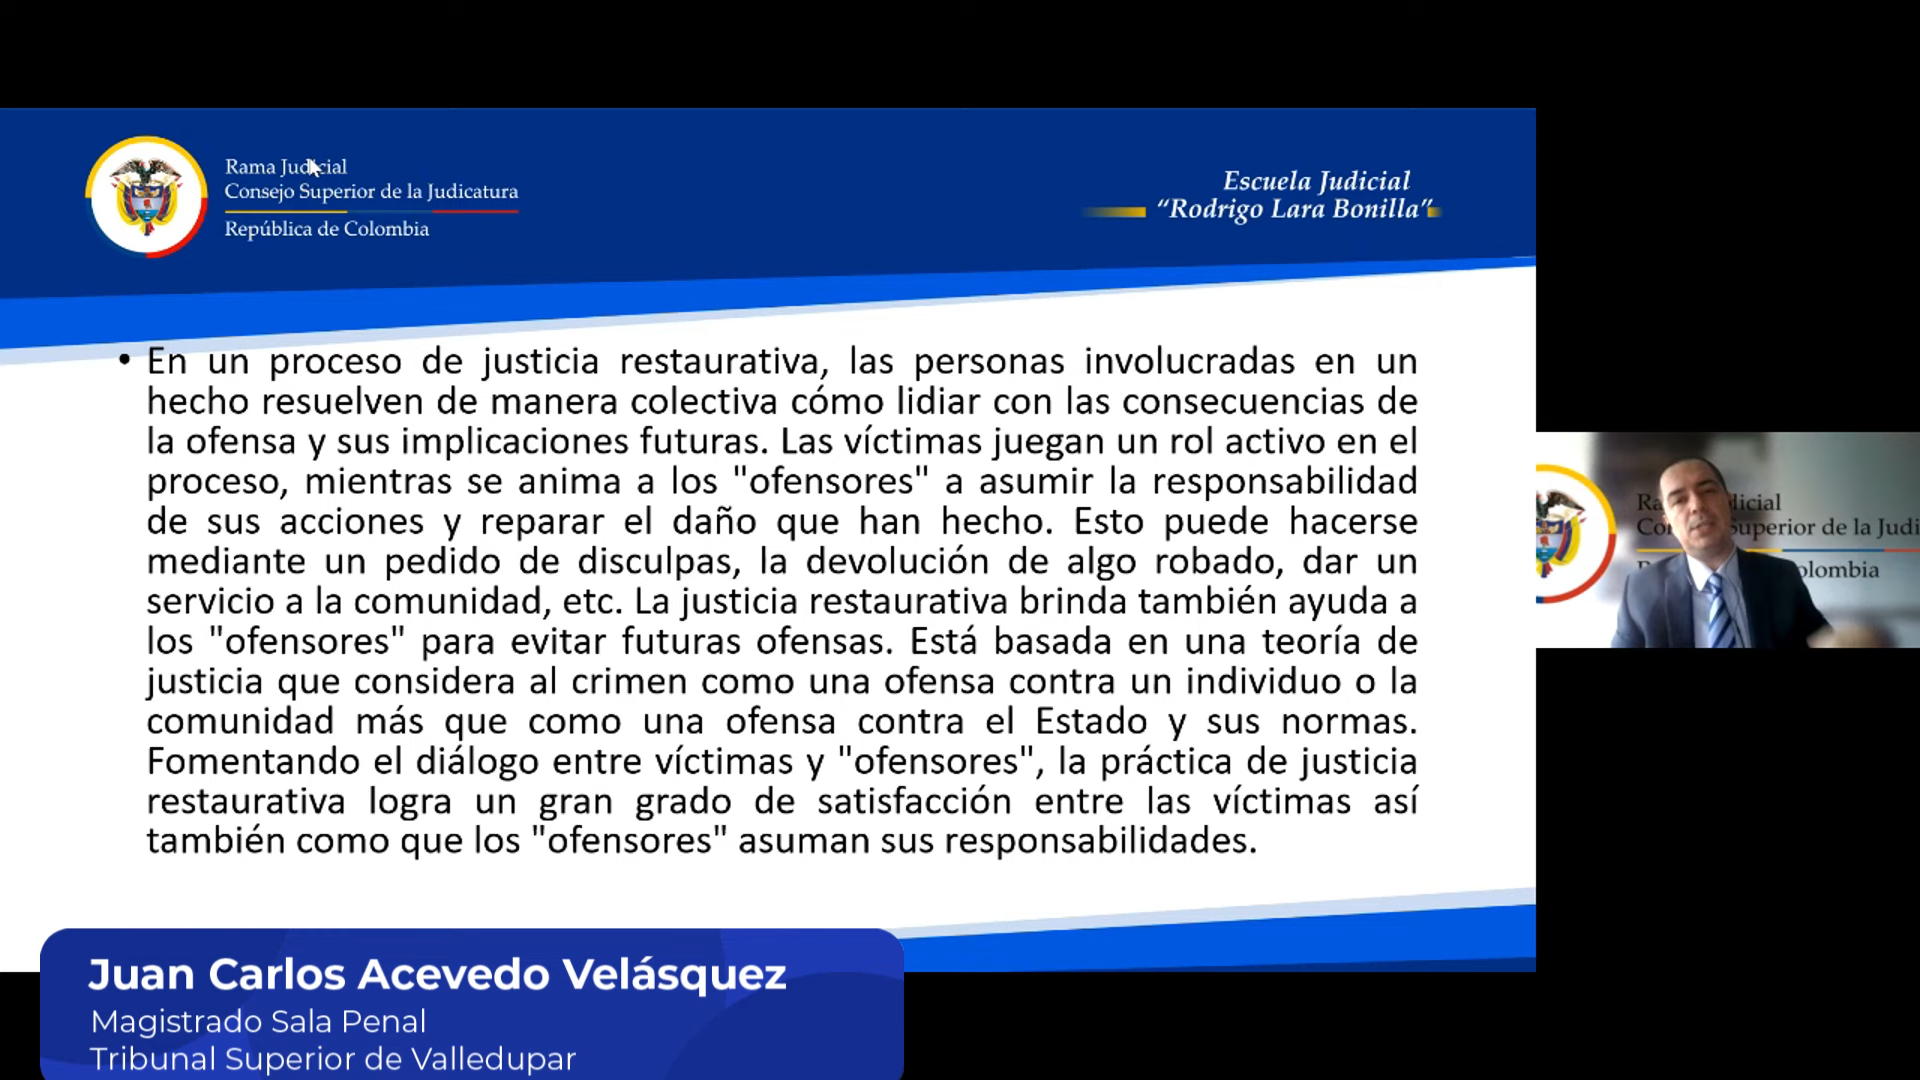 Rama Judicial
Consejo Superior de la Judicatura
República de Colombia
Escuela Judicial
“Rodrigo Lara Bonilla”
• En un proceso de justicia restaurativa, las personas involucradas en un
hecho resuelven de manera colectiva cómo lidiar con las consecuencias de
la ofensa y sus implicaciones futuras. Las víctimas juegan un rol activo en el
proceso, mientras se anima a los "ofensores" a asumir la responsabilidad
de sus acciones y reparar el daño que han hecho. Esto puede hacerse
mediante un pedido de disculpas, la devolución de algo robado, dar un
servicio a la comunidad, etc. La justicia restaurativa brinda también ayuda a
los "ofensores" para evitar futuras ofensas. Está basada en una teoría de
justicia que considera al crimen como una ofensa contra un individuo o la
comunidad más que como una ofensa contra el Estado y sus normas.
Fomentando el diálogo entre víctimas y "ofensores", la práctica de justicia
restaurativa logra un gran grado de satisfacción entre las víctimas así
también como que los "ofensores" asuman sus responsabilidades.
Ra dicial
Co Superior de la Judi
olombia
Juan Carlos Acevedo Velásquez
Magistrado Sala Penal
Tribunal Superior de Valledupar